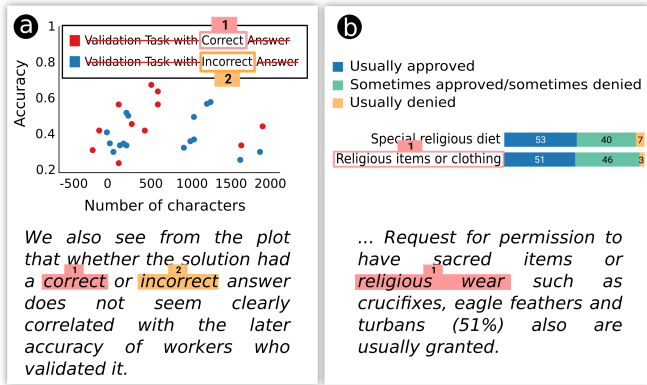 a
1
1
Validation Task with Correct Answer
Validation Task with Incorrect Answer
2
Accuracy
0.8
0.6
0.4
0.2
-500 0 500 1000 1500 2000
Number of characters
We also see from the plot
that whether the solution had
1 2
a correct or incorrect answer
does not seem clearly
correlated with the later
accuracy of workers who
validated it.
b
Usually approved
Sometimes approved/sometimes denied
Usually denied
Special religious diet 53 40 7
1
Religious items or clothing 51 46 3
... Request for permission to
have sacred items or
1
religious wear such as
crucifixes, eagle feathers and
turbans (51%) also are
usually granted.